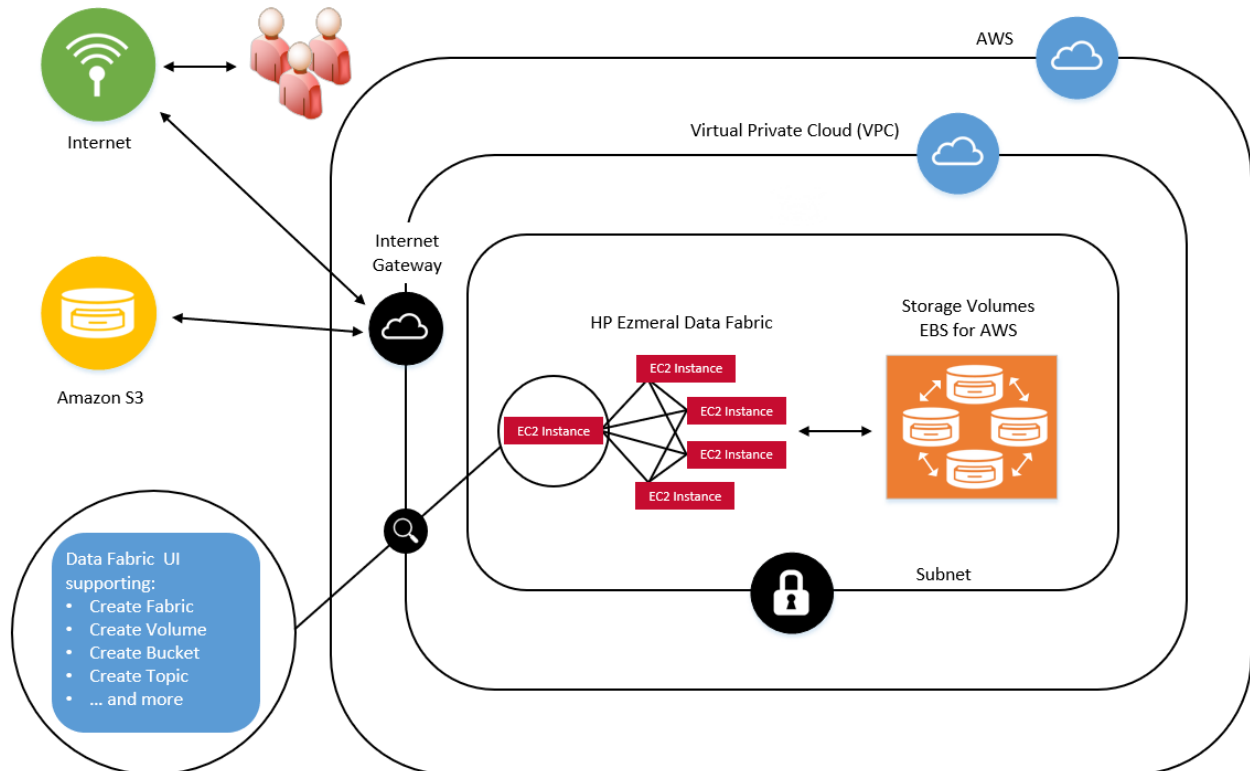 AWS
Virtual Private Cloud (VPC)
Internet
Internet
Gateway
Amazon S3
HP Ezmeral Data Fabric
Storage Volumes
EBS for AWS
EC2 Instance
EC2 Instance
EC2 Instance
EC2 Instance
EC2 Instance
Subnet
Data Fabric UI
supporting:
• Create Fabric
• Create Volume
• Create Bucket
• Create Topic
• ... and more